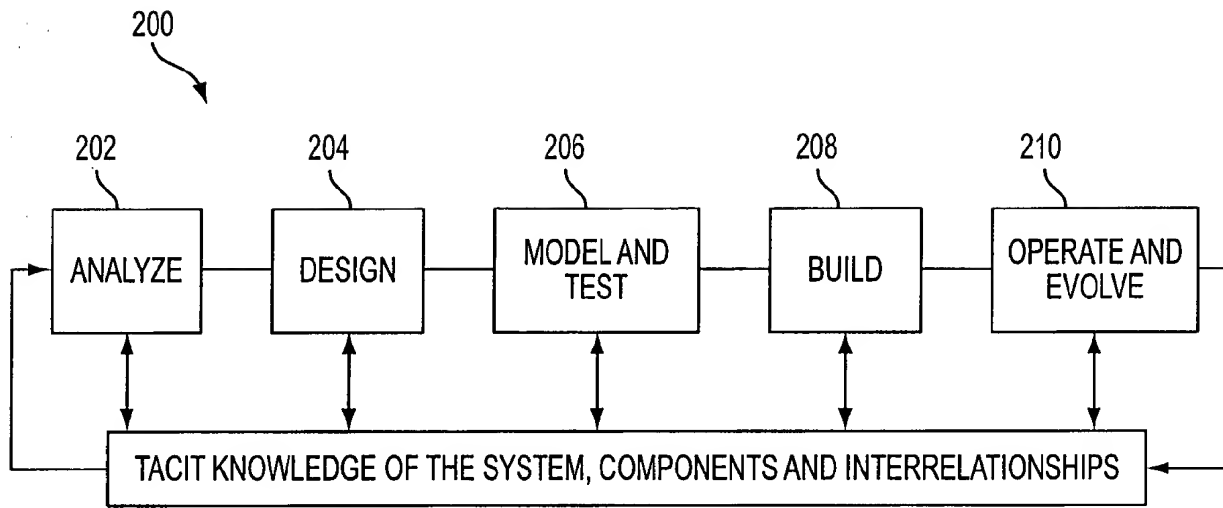 200
202
204
206
208
210
ANALYZE
DESIGN
MODEL AND
TEST
BUILD
OPERATE AND
EVOLVE
TACIT KNOWLEDGE OF THE SYSTEM, COMPONENTS AND INTERRELATIONSHIPS